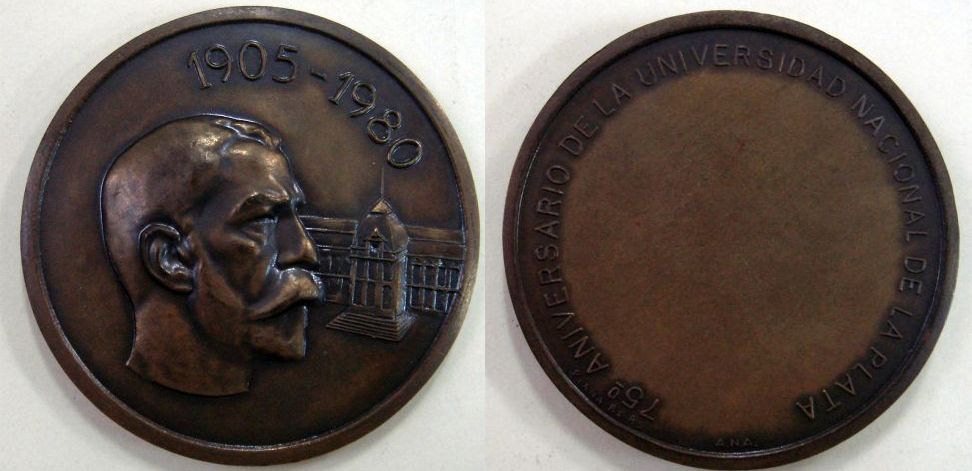 1905 - 1980
75º ANIVERSARIO DE LA UNIVERSIDAD NACIONAL DE LA PLATA
A.N.A.